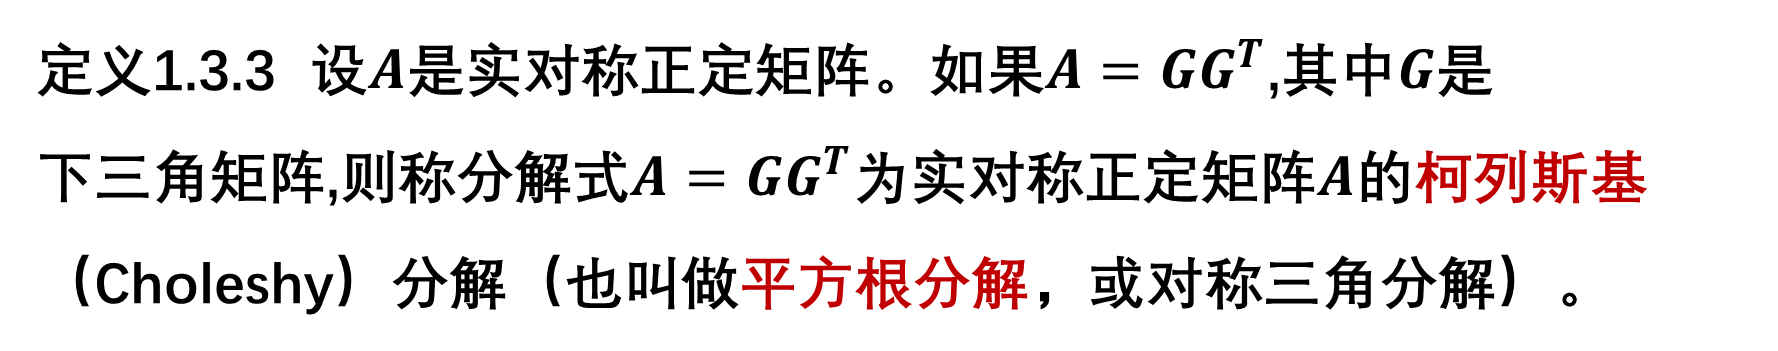 定义1.3.3 设A是实对称正定矩阵。如果A = GGᵀ,其中G是
下三角矩阵,则称分解式A = GGᵀ为实对称正定矩阵A的柯列斯基
（Choleshy）分解（也叫做平方根分解，或对称三角分解）。